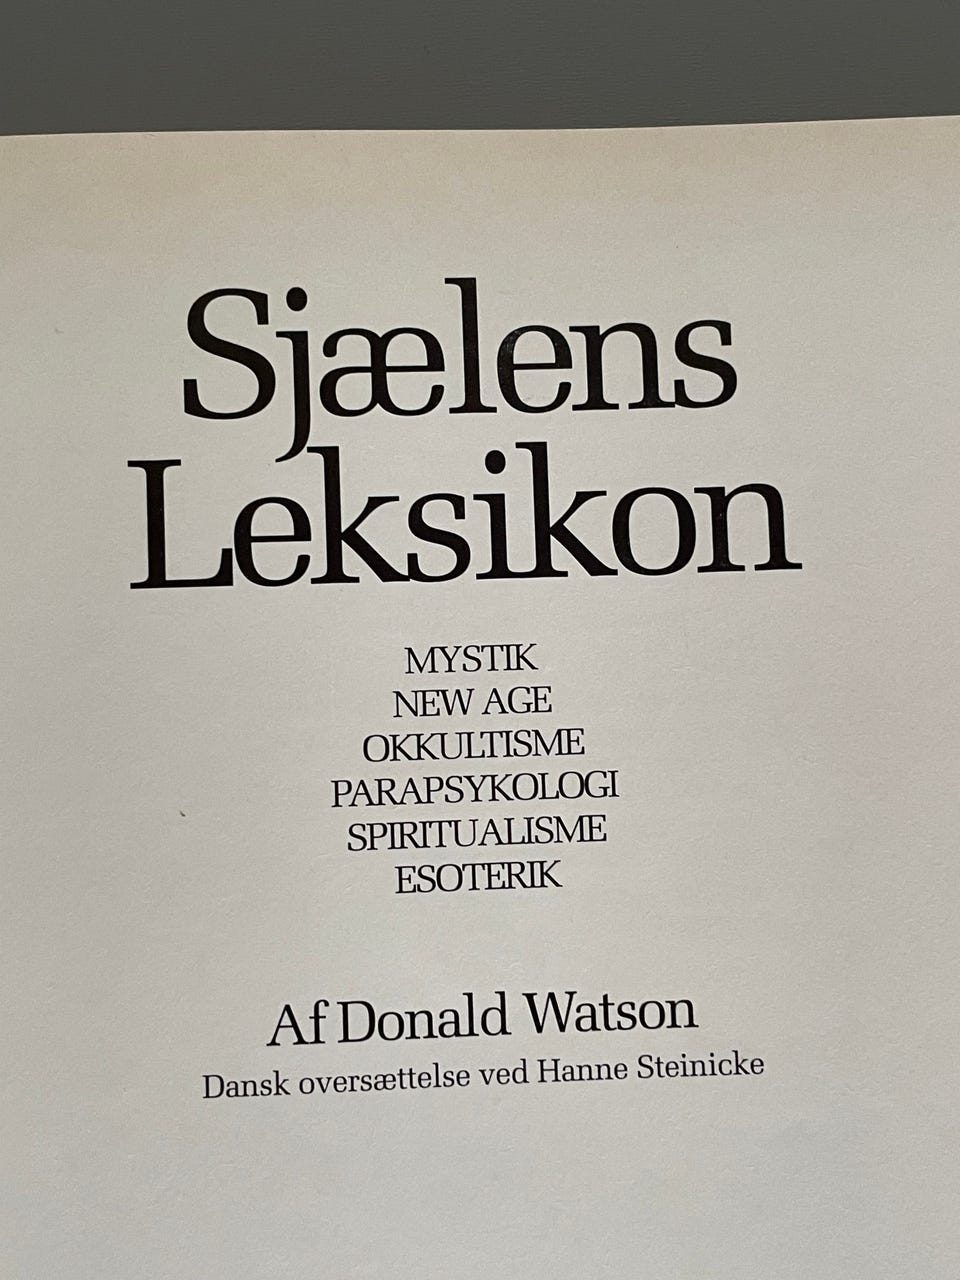 Sjælens
Leksikon
MYSTIK
NEW AGE
OKKULTISME
PARAPSYKOLOGI
SPIRITUALISME
ESOTERIK
Af Donald Watson
Dansk oversættelse ved Hanne Steinicke